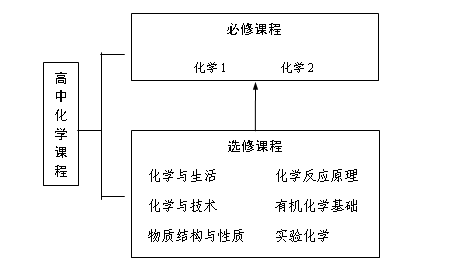 高中化学课程
必修课程
化学1 化学2
选修课程
化学与生活 化学反应原理
化学与技术 有机化学基础
物质结构与性质 实验化学